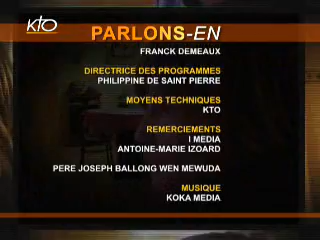 KTO
PARLONS-EN
FRANCK DEMEAUX
DIRECTRICE DES PROGRAMMES
PHILIPPINE DE SAINT PIERRE
MOYENS TECHNIQUES
KTO
REMERCIEMENTS
I MEDIA
ANTOINE-MARIE IZOARD
PERE JOSEPH BALLONG WEN MEWUDA
MUSIQUE
KOKA MEDIA